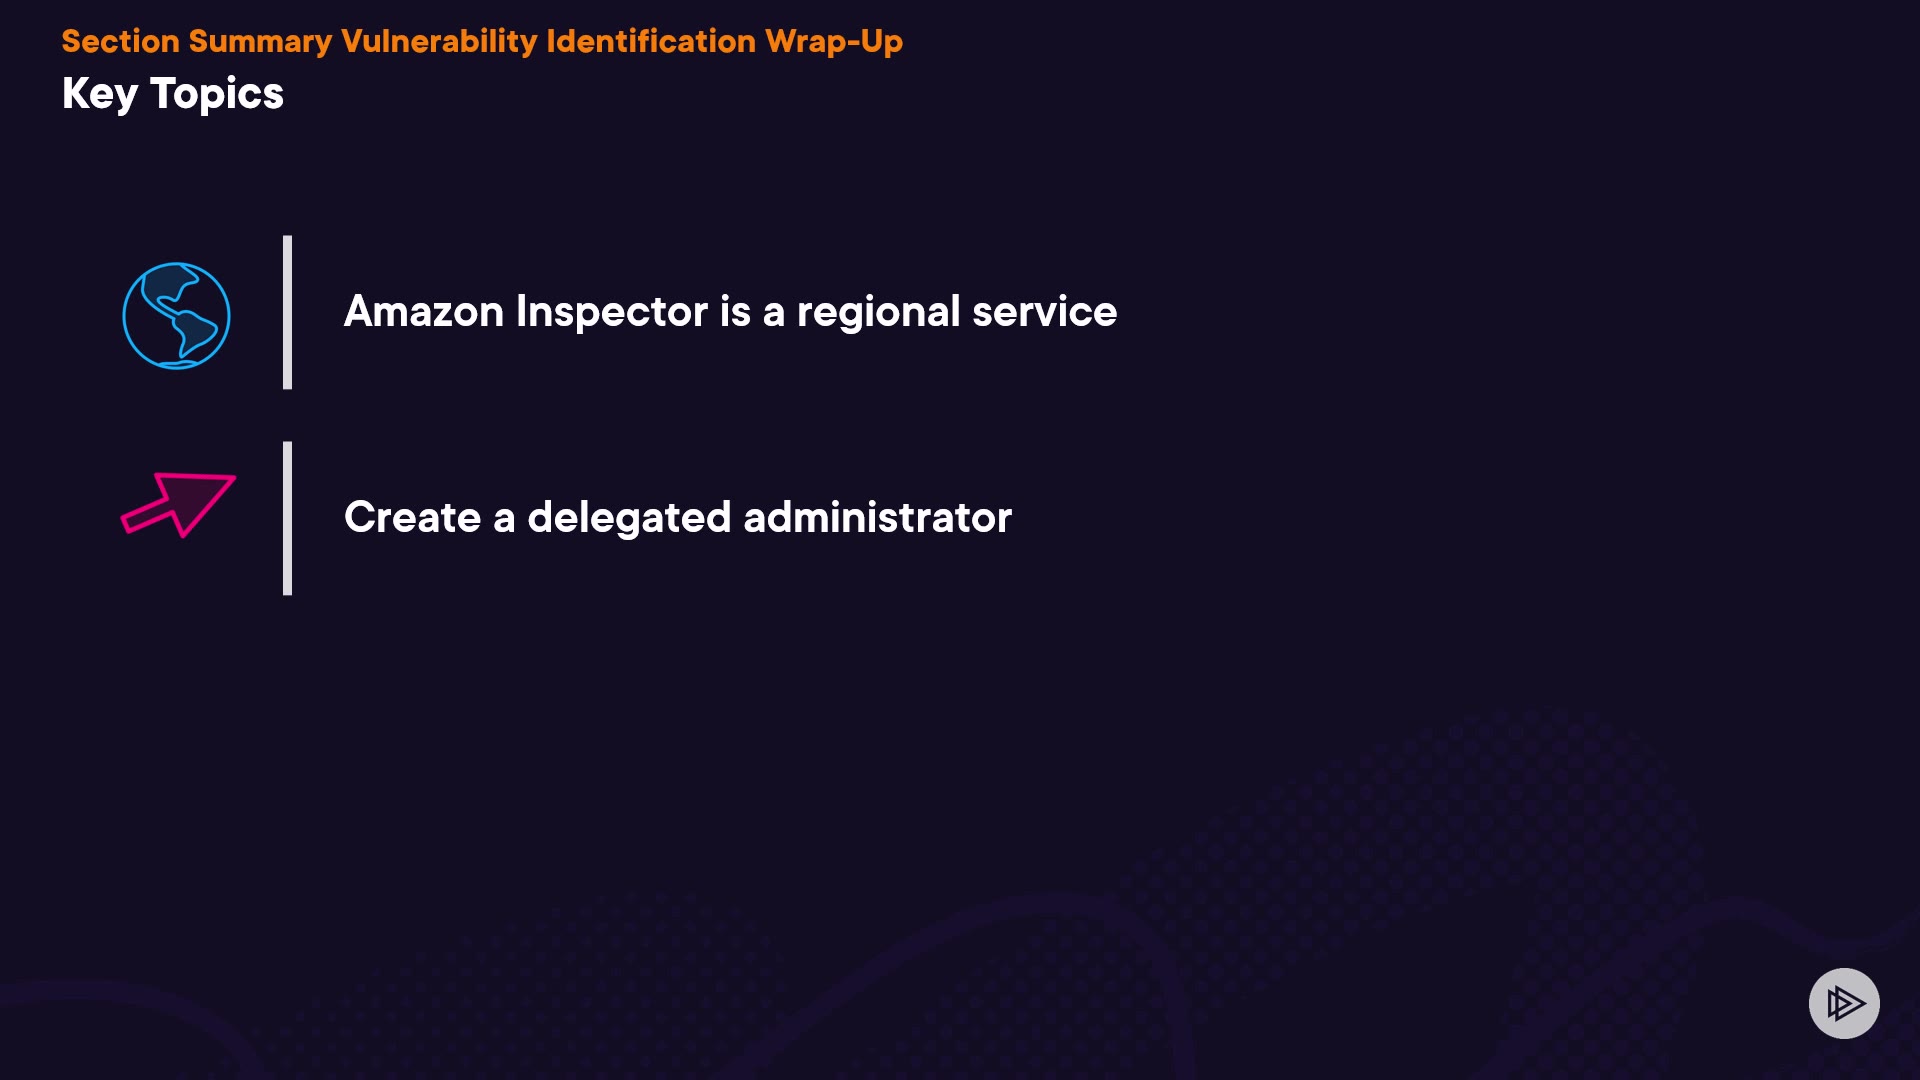 Section Summary Vulnerability Identification Wrap-Up
Key Topics
Amazon Inspector is a regional service
Create a delegated administrator